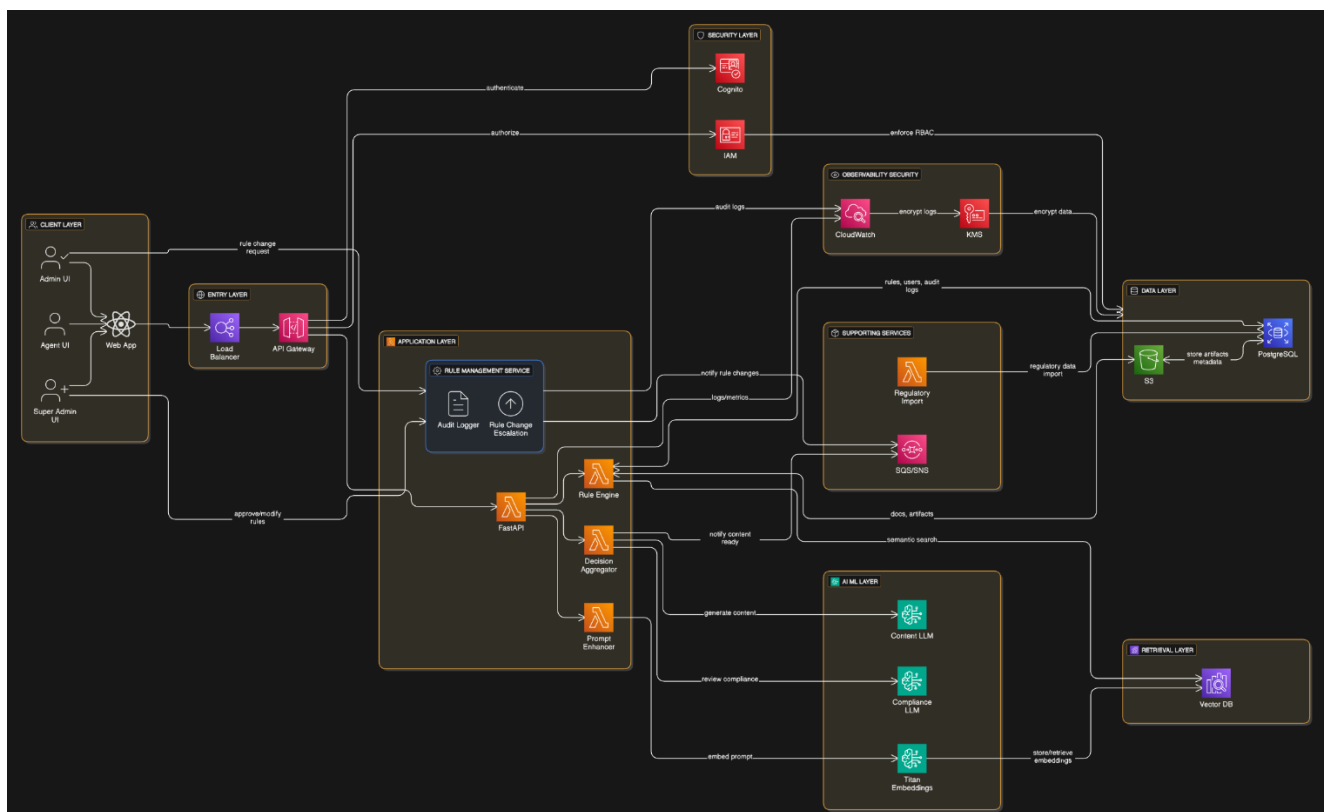 SECURITY LAYER
Cognito
authenticate
authorize
IAM
enforce RBAC
OBSERVABILITY SECURITY
audit logs
CloudWatch
encrypt logs
KMS
encrypt data
CLIENT LAYER
Admin UI
rule change
request
Agent UI
Web App
Super Admin
UI
approve/modify
rules
ENTRY LAYER
Load
Balancer
API Gateway
APPLICATION LAYER
RULE MANAGEMENT SERVICE
Audit Logger
Rule Change
Escalation
FastAPI
Rule Engine
Decision
Aggregator
Prompt
Enhancer
notify rule changes
logs/metrics
rules, users, audit
logs
SUPPORTING SERVICES
Regulatory
Import
regulatory data
import
SQS/SNS
DATA LAYER
S3
store artifacts
metadata
PostgreSQL
docs, artifacts
notify content
ready
semantic search
AI ML LAYER
generate content
Content LLM
review compliance
Compliance
LLM
embed prompt
Titan
Embeddings
store/retrieve
embeddings
RETRIEVAL LAYER
Vector DB